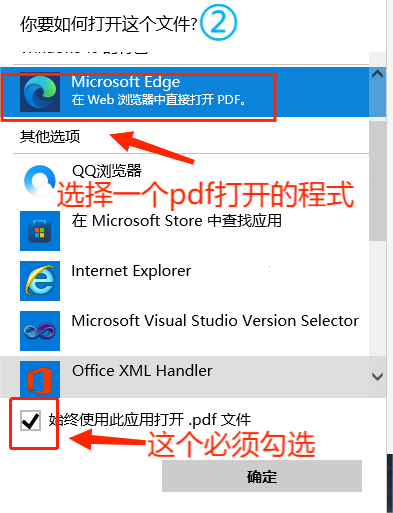 你要如何打开这个文件? ②
Microsoft Edge
在 Web 浏览器中直接打开 PDF。
其他选项
QQ浏览器
选择一个pdf打开的程式
在 Microsoft Store 中查找应用
Internet Explorer
Microsoft Visual Studio Version Selector
Office XML Handler
始终使用此应用打开 .pdf 文件
这个必须勾选
确定